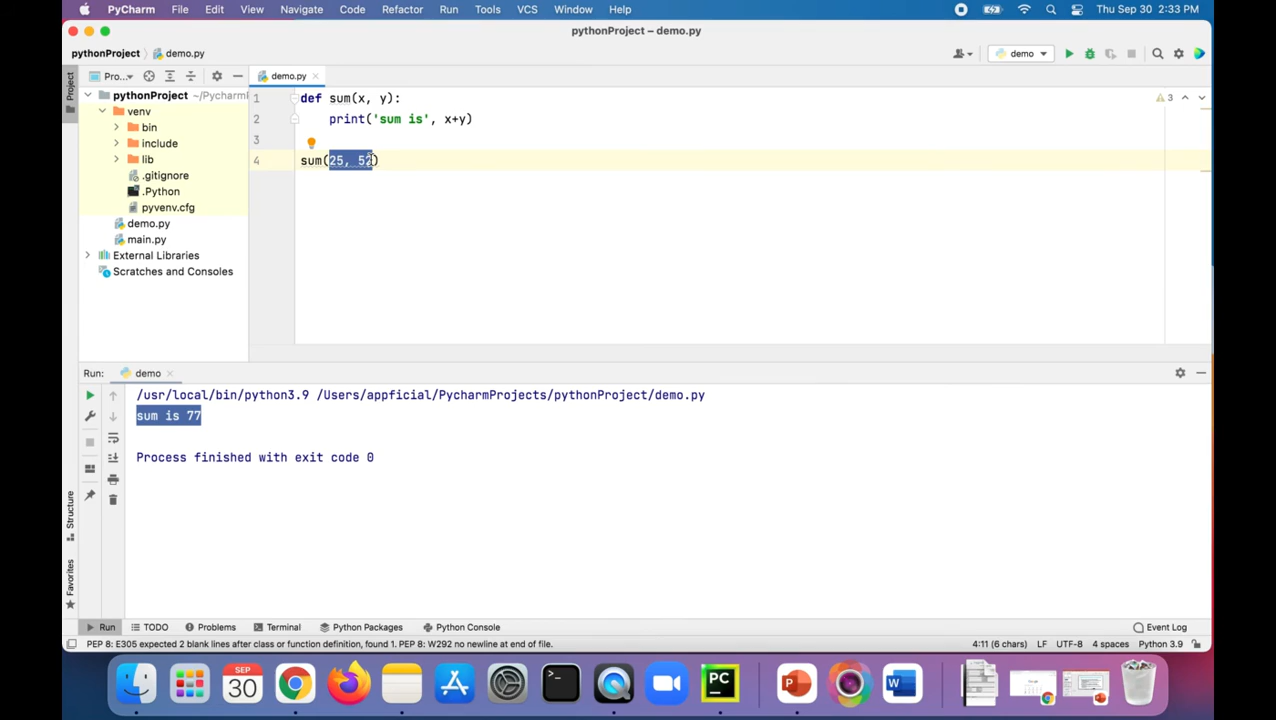 PyCharm File Edit View Navigate Code Refactor Run Tools VCS Window Help Thu Sep 30 2:33 PM
pythonProject – demo.py
pythonProject demo.py demo
Project Pro... demo.py
pythonProject ~/Pycharm
venv
bin
include
lib
.gitignore
.Python
pyvenv.cfg
demo.py
main.py
External Libraries
Scratches and Consoles
1 def sum(x, y): 3
2 print('sum is', x+y)
3
4 sum(25, 52)
Run: demo
/usr/local/bin/python3.9 /Users/appficial/PycharmProjects/pythonProject/demo.py
sum is 77
Process finished with exit code 0
Structure
Favorites
Run TODO Problems Terminal Python Packages Python Console Event Log
PEP 8: E305 expected 2 blank lines after class or function definition, found 1. PEP 8: W292 no newline at end of file. 4:11 (6 chars) LF UTF-8 4 spaces Python 3.9
SEP
30
>_
PC
P
W